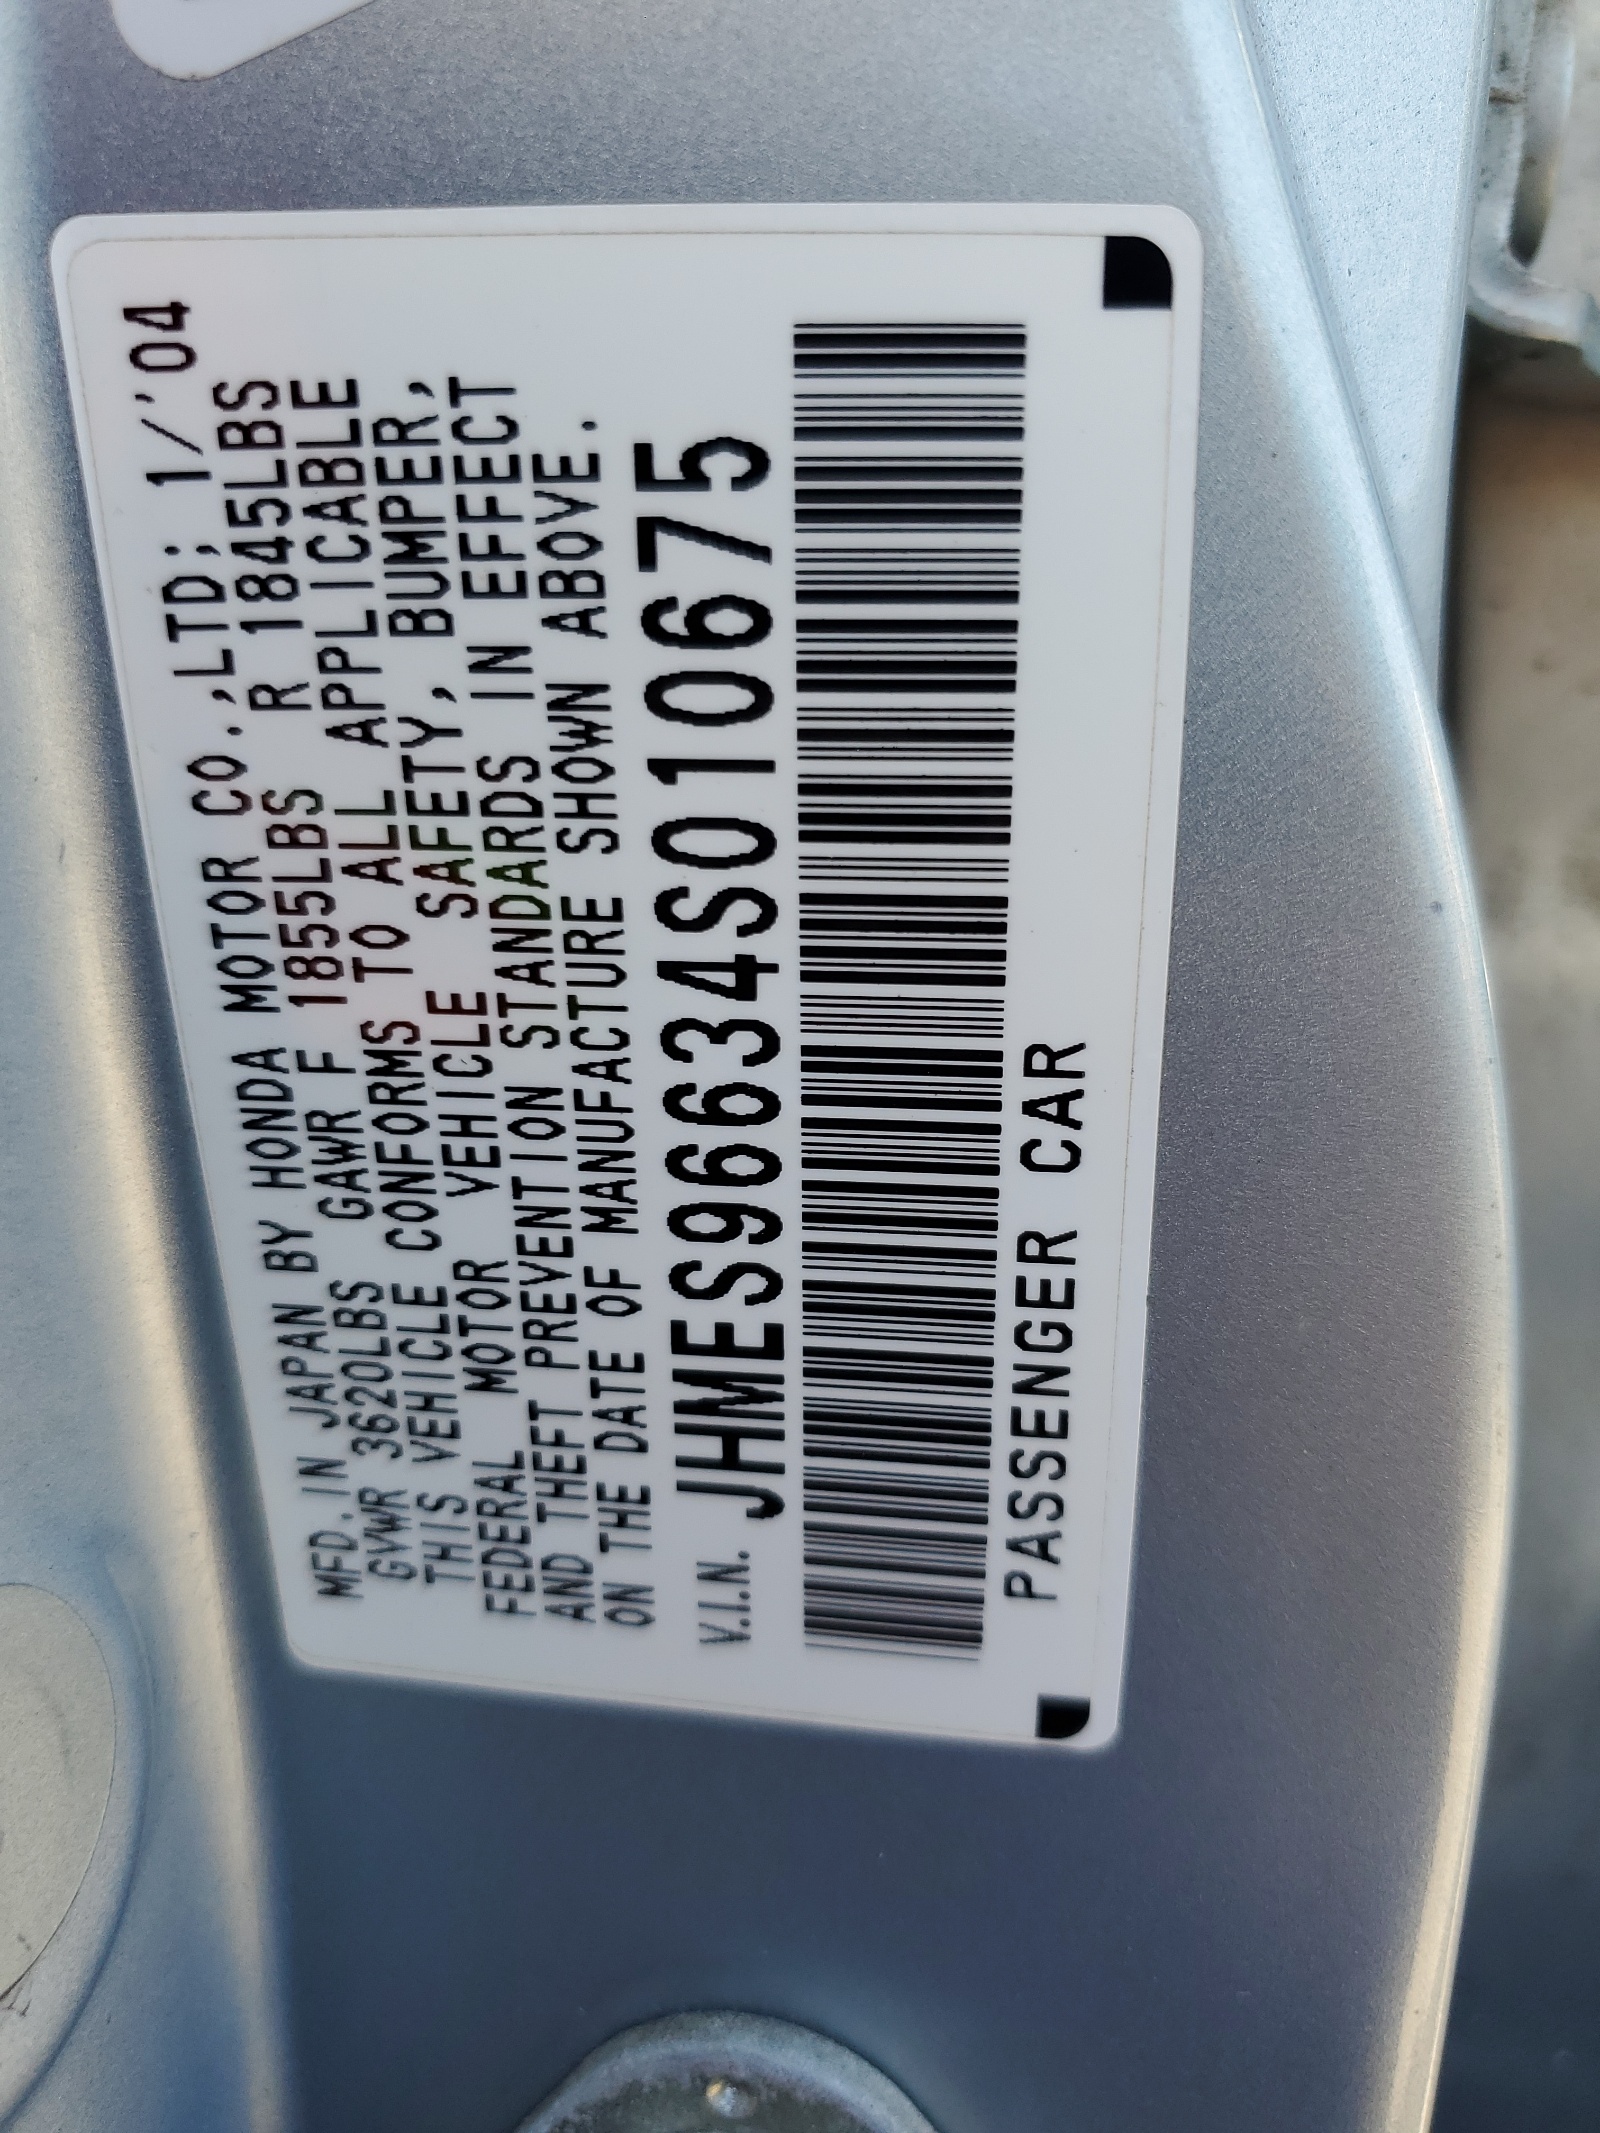 MFD. IN JAPAN BY HONDA MOTOR CO.,LTD; 1/'04
GVWR 3620LBS GAWR F 1855LBS R 1845LBS
THIS VEHICLE CONFORMS TO ALL APPLICABLE
FEDERAL MOTOR VEHICLE SAFETY, BUMPER,
AND THEFT PREVENTION STANDARDS IN EFFECT
ON THE DATE OF MANUFACTURE SHOWN ABOVE.
V.I.N. JHMES96634S010675
PASSENGER CAR